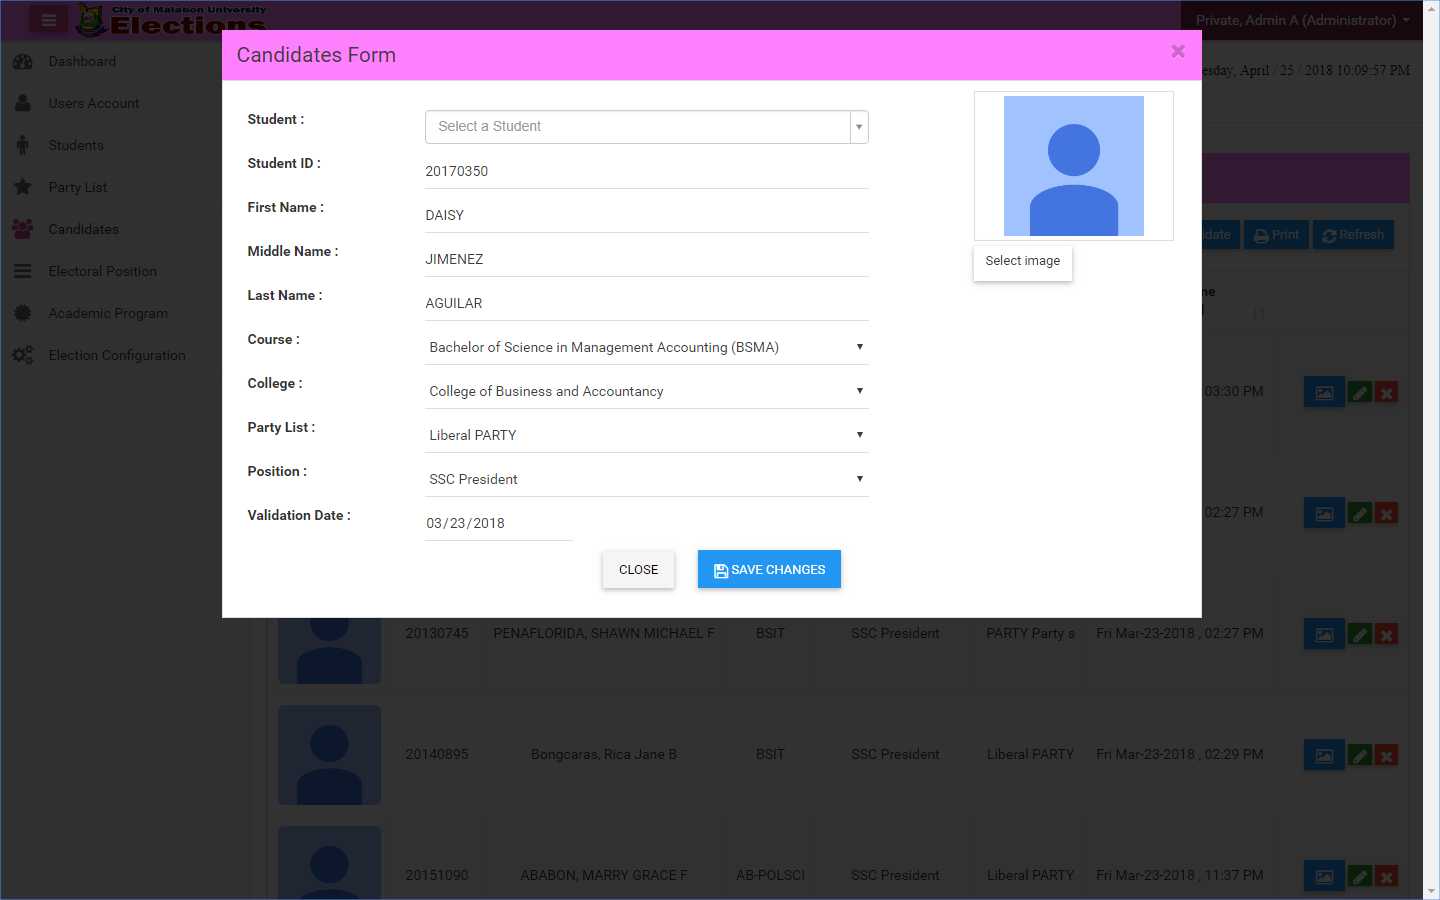 City of Malabon University
Elections
Private, Admin A (Administrator)
esday, April / 25 / 2018 10:09:57 PM
Dashboard
Users Account
Students
Party List
Candidates
Electoral Position
Academic Program
Election Configuration
Candidates Form
×
Student :
Select a Student
Student ID :
20170350
First Name :
DAISY
Middle Name :
JIMENEZ
Last Name :
AGUILAR
Course :
Bachelor of Science in Management Accounting (BSMA)
College :
College of Business and Accountancy
Party List :
Liberal PARTY
Position :
SSC President
Validation Date :
03/23/2018
Select image
CLOSE
SAVE CHANGES
date
Print
Refresh
ne
03:30 PM
02:27 PM
20130745 PENAFLORIDA, SHAWN MICHAEL F BSIT SSC President PARTY Party s Fri Mar-23-2018 , 02:27 PM
20140895 Bongcaras, Rica Jane B BSIT SSC President Liberal PARTY Fri Mar-23-2018 , 02:29 PM
20151090 ABABON, MARRY GRACE F AB-POLSCI SSC President Liberal PARTY Fri Mar-23-2018 , 11:37 PM